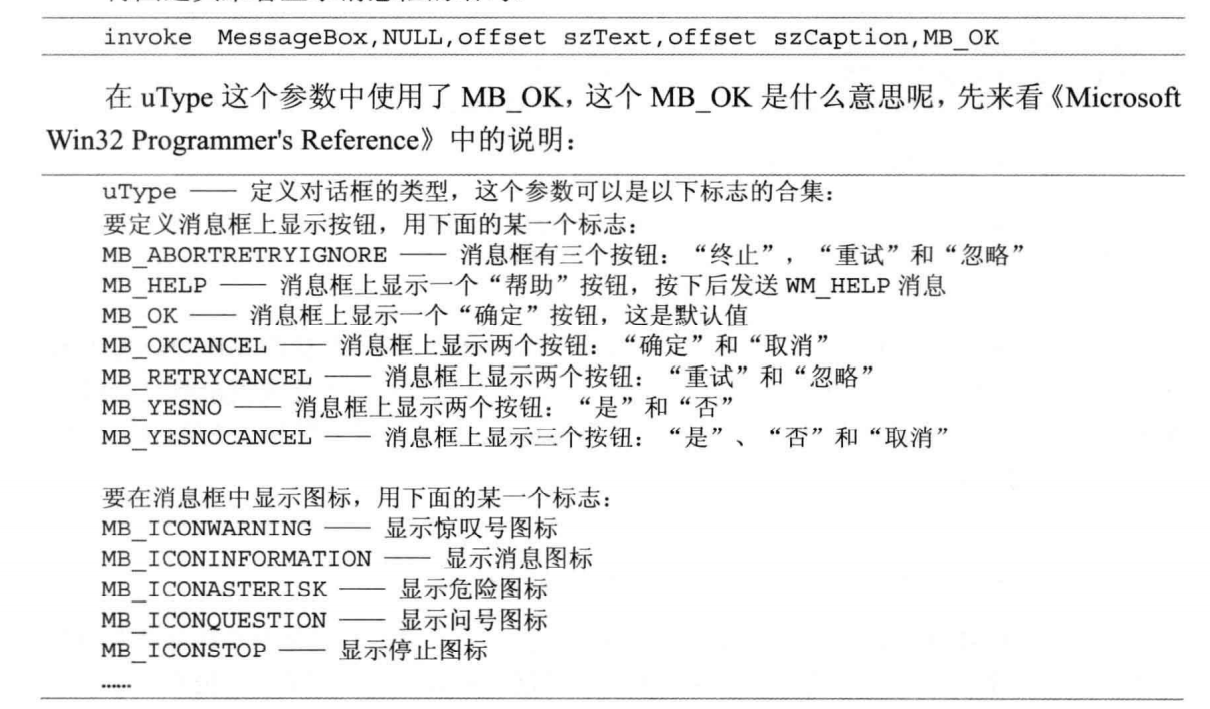 invoke MessageBox,NULL,offset szText,offset szCaption,MB_OK
在 uType 这个参数中使用了 MB_OK，这个 MB_OK 是什么意思呢，先来看《Microsoft
Win32 Programmer's Reference》中的说明：
uType —— 定义对话框的类型，这个参数可以是以下标志的合集：
要定义消息框上显示按钮，用下面的某一个标志：
MB_ABORTRETRYIGNORE —— 消息框有三个按钮：“终止”，“重试”和“忽略”
MB_HELP —— 消息框上显示一个“帮助”按钮，按下后发送 WM_HELP 消息
MB_OK —— 消息框上显示一个“确定”按钮，这是默认值
MB_OKCANCEL —— 消息框上显示两个按钮：“确定”和“取消”
MB_RETRYCANCEL —— 消息框上显示两个按钮：“重试”和“忽略”
MB_YESNO —— 消息框上显示两个按钮：“是”和“否”
MB_YESNOCANCEL —— 消息框上显示三个按钮：“是”、“否”和“取消”
要在消息框中显示图标，用下面的某一个标志：
MB_ICONWARNING —— 显示惊叹号图标
MB_ICONINFORMATION —— 显示消息图标
MB_ICONASTERISK —— 显示危险图标
MB_ICONQUESTION —— 显示问号图标
MB_ICONSTOP —— 显示停止图标
……